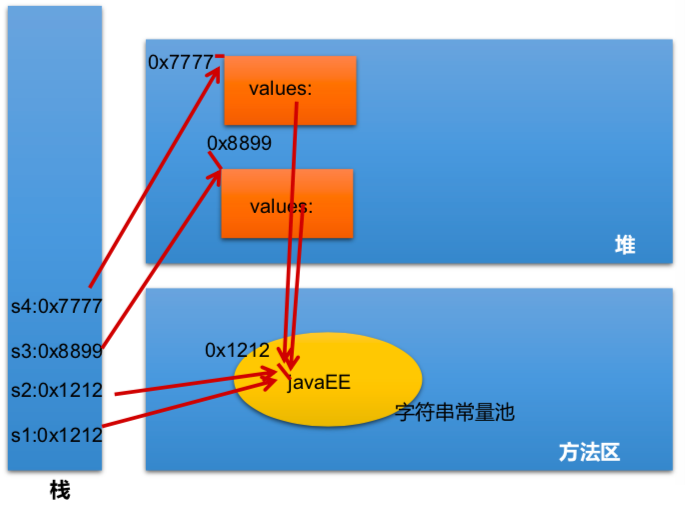 0x7777
values:
0x8899
values:
堆
s4:0x7777
s3:0x8899
s2:0x1212
s1:0x1212
栈
0x1212
javaEE
字符串常量池
方法区